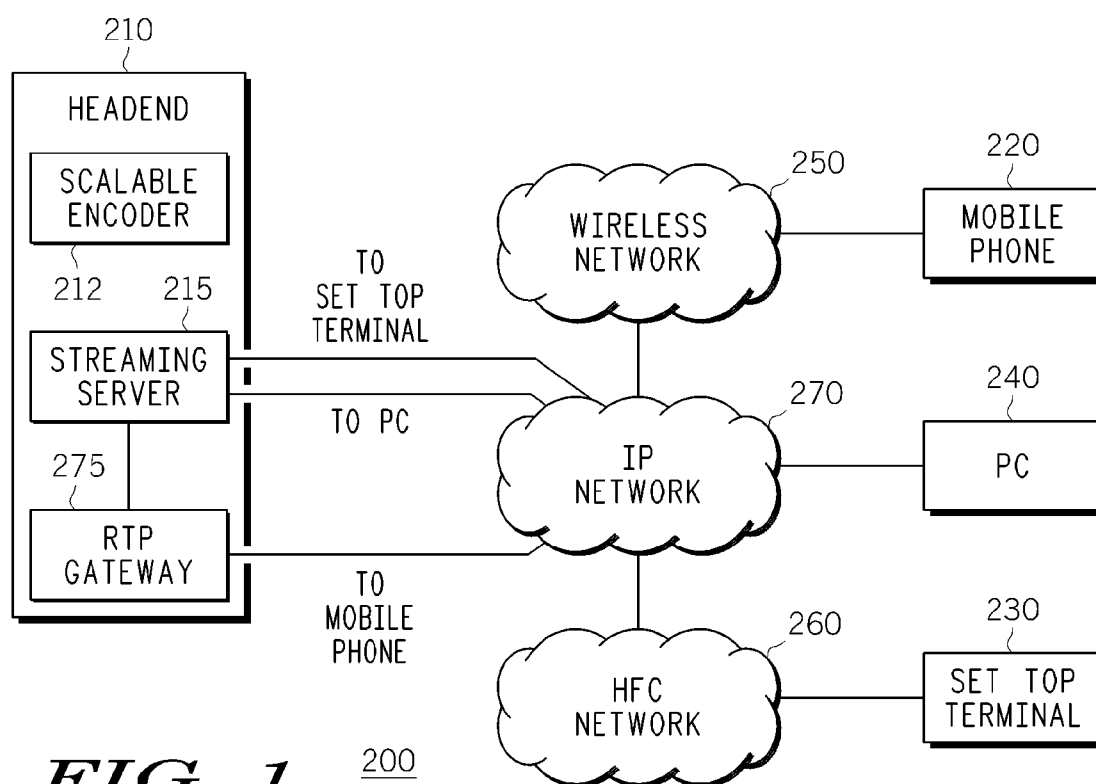 210
HEADEND
SCALABLE
ENCODER
212
215
STREAMING
SERVER
275
RTP
GATEWAY
TO
SET TOP
TERMINAL
TO PC
TO
MOBILE
PHONE
250
WIRELESS
NETWORK
220
MOBILE
PHONE
270
IP
NETWORK
240
PC
260
HFC
NETWORK
230
SET TOP
TERMINAL
FIG. 1
200